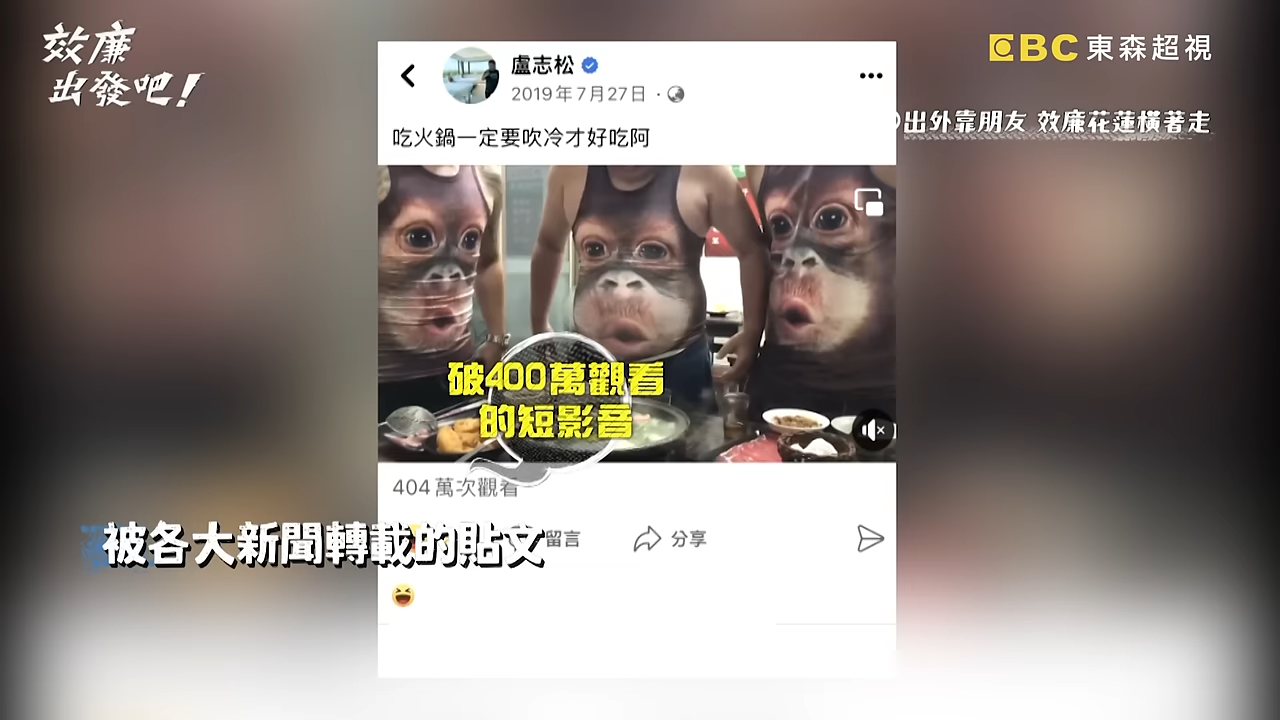 效廉
出發吧!
EBC 東森超視
出外靠朋友 效廉花蓮橫著走
盧志松
2019年7月27日
吃火鍋一定要吹冷才好吃阿
破400萬觀看
的短影音
404萬次觀看
留言
分享
被各大新聞轉載的貼文